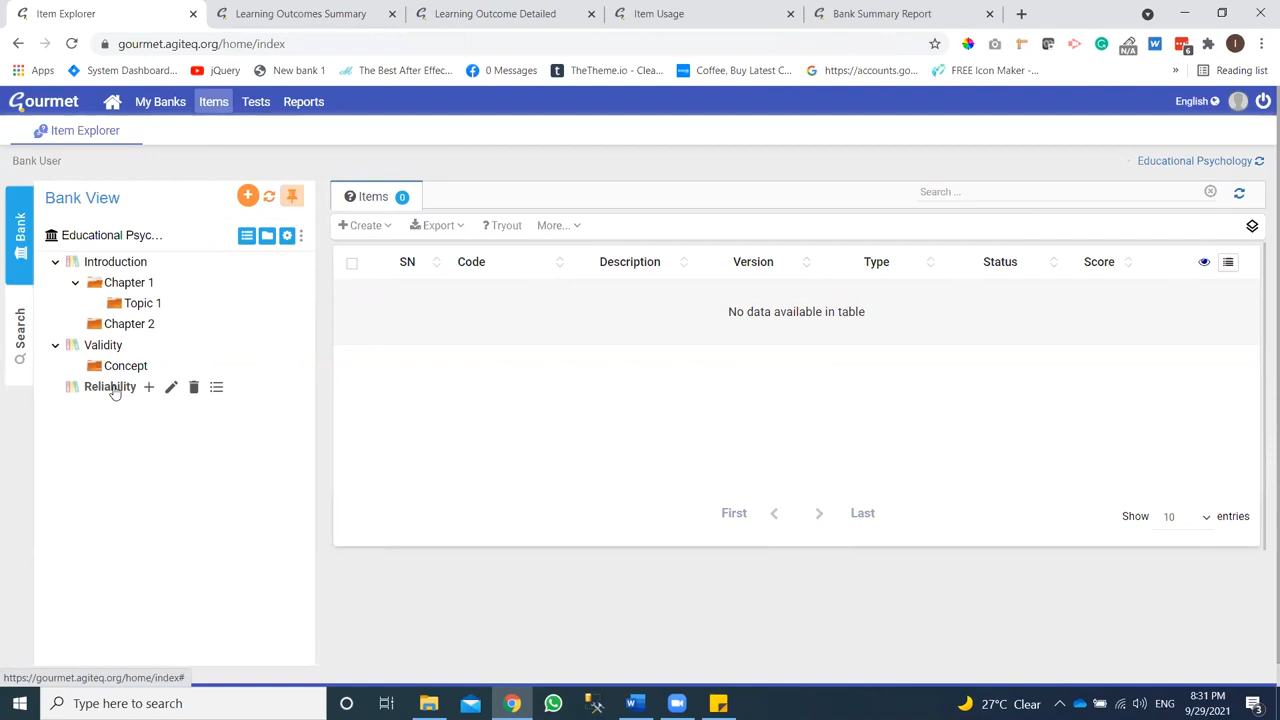 Item Explorer
Learning Outcomes Summary
Learning Outcome Detailed
Item Usage
Bank Summary Report
gourmet.agiteq.org/home/index
N/A
6
I
Apps
System Dashboard...
jQuery
New bank 1
The Best After Effec...
0 Messages
TheTheme.io - Clea...
Coffee, Buy Latest C...
https://accounts.go...
FREE Icon Maker -...
»
Reading list
Gourmet
My Banks
Items
Tests
Reports
English
Item Explorer
Bank User
Educational Psychology
Bank
Search
Bank View
Educational Psyc...
Introduction
Chapter 1
Topic 1
Chapter 2
Validity
Concept
Reliability
Items 0
Search ...
Create
Export
Tryout
More...
SN
Code
Description
Version
Type
Status
Score
No data available in table
First
Last
Show 10 entries
https://gourmet.agiteq.org/home/index#
Type here to search
27°C Clear
ENG
8:31 PM
9/29/2021
3